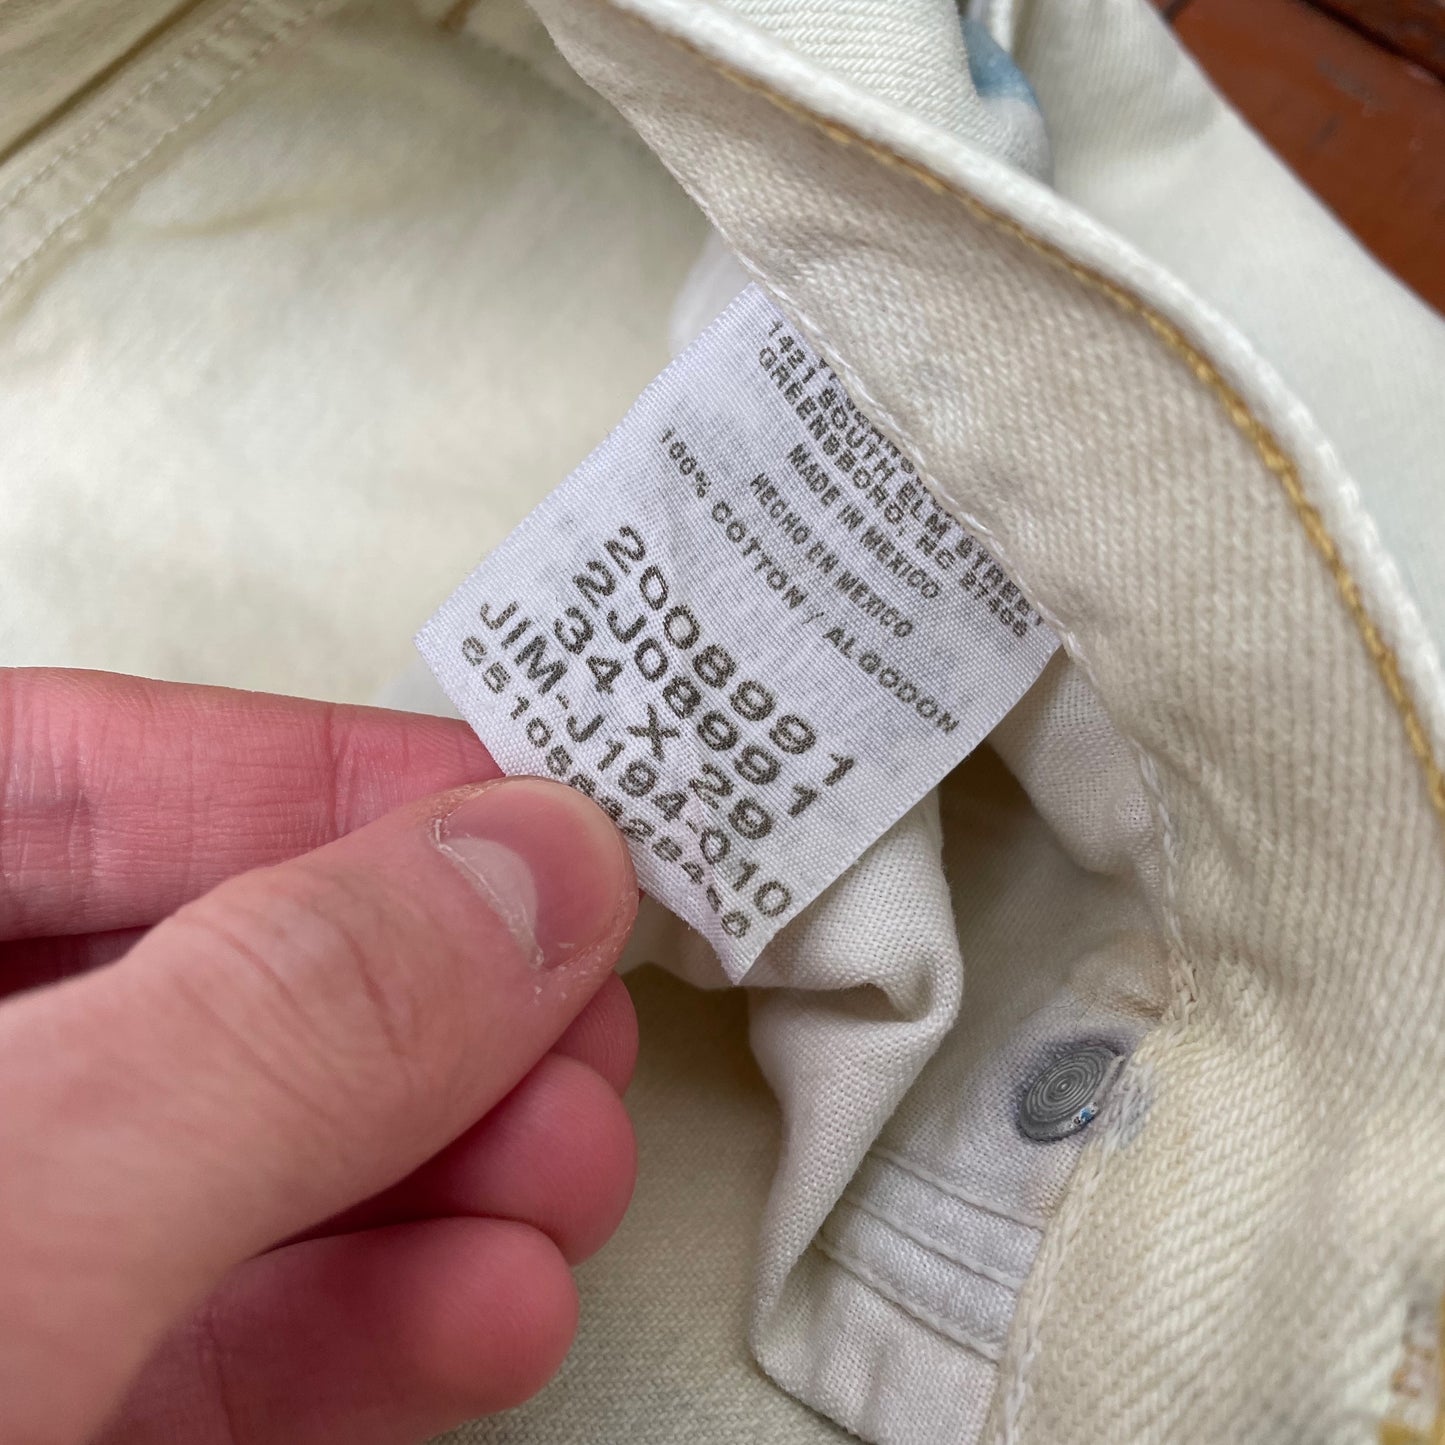 1421 SOUTH ELM STREET
GREENSBORO, NC 27406
MADE IN MEXICO
HECHO EN MEXICO
100% COTTON / ALGODON
2008991
2J08991
34 X 29
JIM-J194-010